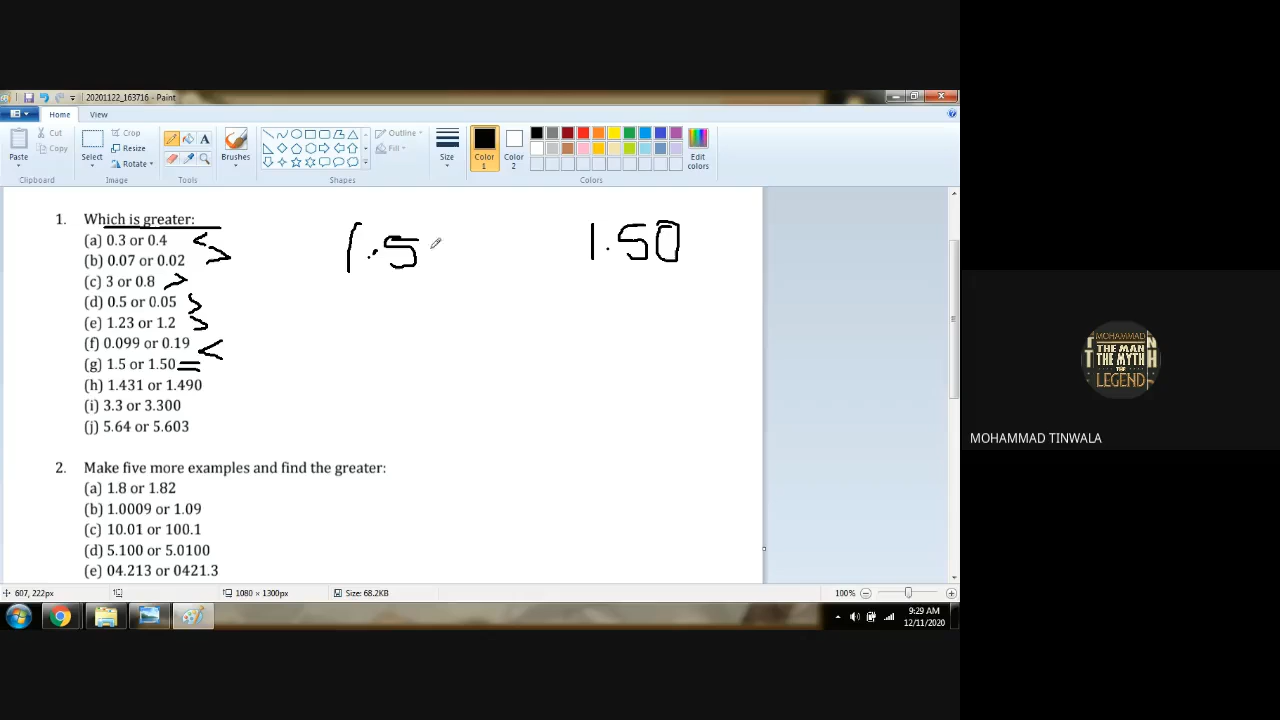 20201122_163716 - Paint
Home View
Paste
Cut
Copy
Clipboard
Select
Crop
Resize
Rotate
Image
Tools
Brushes
Outline
Fill
Shapes
Size
Color 1
Color 2
Edit colors
Colors
1. Which is greater:
(a) 0.3 or 0.4 <
(b) 0.07 or 0.02 >
(c) 3 or 0.8 >
(d) 0.5 or 0.05 >
(e) 1.23 or 1.2 >
(f) 0.099 or 0.19 <
(g) 1.5 or 1.50 =
(h) 1.431 or 1.490
(i) 3.3 or 3.300
(j) 5.64 or 5.603
1.5 1.50
2. Make five more examples and find the greater:
(a) 1.8 or 1.82
(b) 1.0009 or 1.09
(c) 10.01 or 100.1
(d) 5.100 or 5.0100
(e) 04.213 or 0421.3
607, 222px
1080 × 1300px
Size: 68.2KB
100%
9:29 AM
12/11/2020
MOHAMMAD
THE MAN
THE MYTH
THE
LEGEND
MOHAMMAD TINWALA